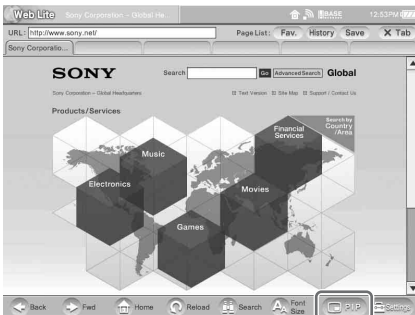 Web Lite Sony Corporation - Global He... BASE 12:53PM
URL: http://www.sony.net/ Page List: Fav. History Save X Tab
Sony Corporatio...
SONY Search Go Advanced Search Global
Sony Corporation - Global Headquarters Text Version Site Map Support / Contact Us
Products/Services
Search by
Country
/Area
Financial
Services
Music
Electronics
Movies
Games
Back Fwd Home Reload Search Font Size PIP Settings